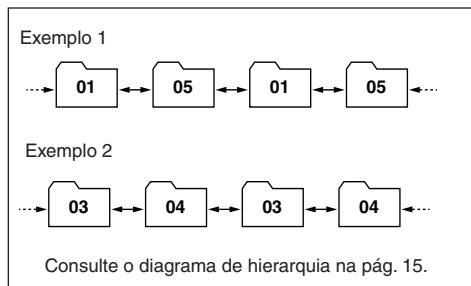 Exemplo 1
01 05 01 05
Exemplo 2
03 04 03 04
Consulte o diagrama de hierarquia na pág. 15.